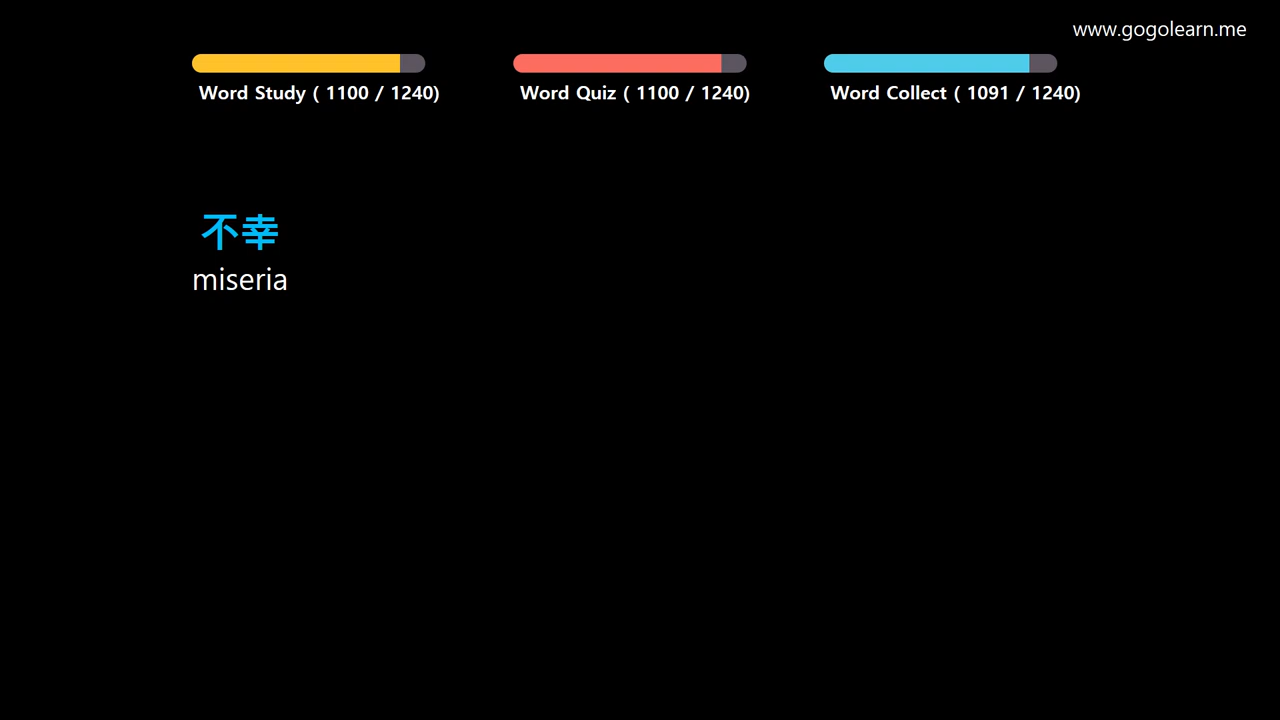 www.gogolearn.me
Word Study ( 1100 / 1240)
Word Quiz ( 1100 / 1240)
Word Collect ( 1091 / 1240)
不幸
miseria